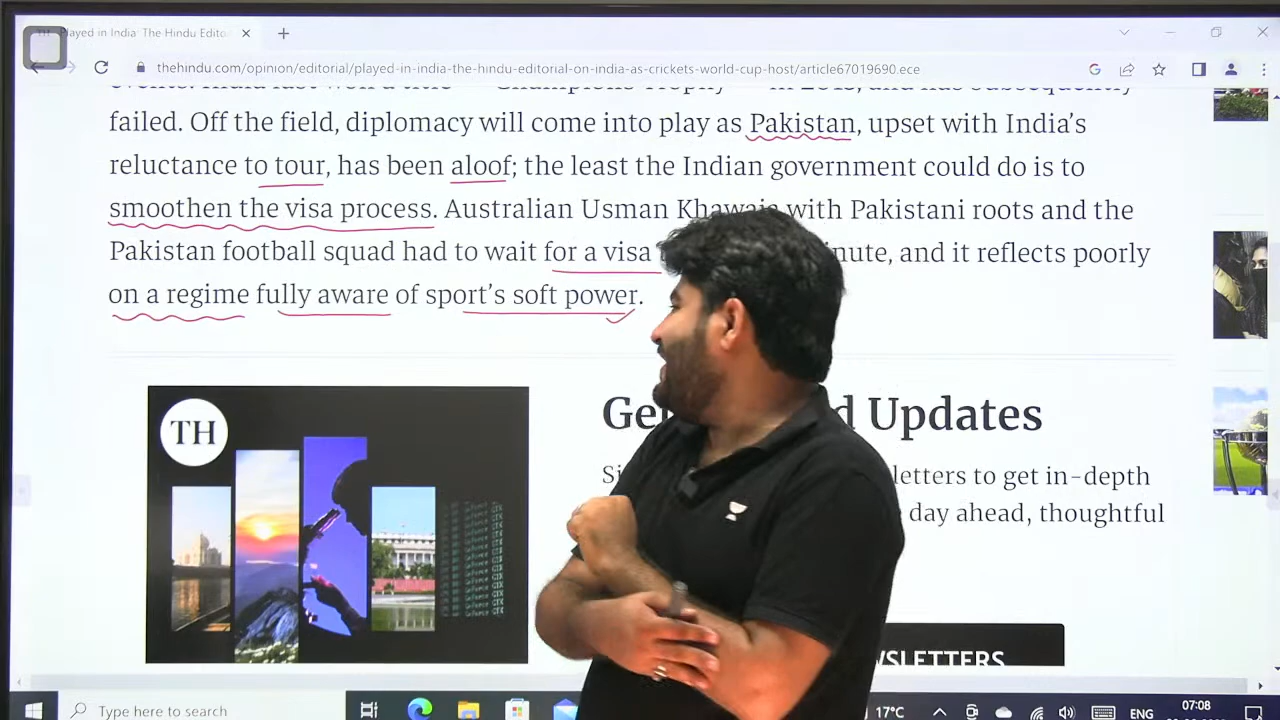 Played in India The Hindu Edito
thehindu.com/opinion/editorial/played-in-india-the-hindu-editorial-on-india-as-crickets-world-cup-host/article67019690.ece
failed. Off the field, diplomacy will come into play as Pakistan, upset with India’s
reluctance to tour, has been aloof; the least the Indian government could do is to
smoothen the visa process. Australian Usman Khawaja with Pakistani roots and the
Pakistan football squad had to wait for a visa
and it reflects poorly
on a regime fully aware of sport’s soft power.
TH
Updates
letters to get in-depth
day ahead, thoughtful
Type here to search
17°C
ENG
07:08